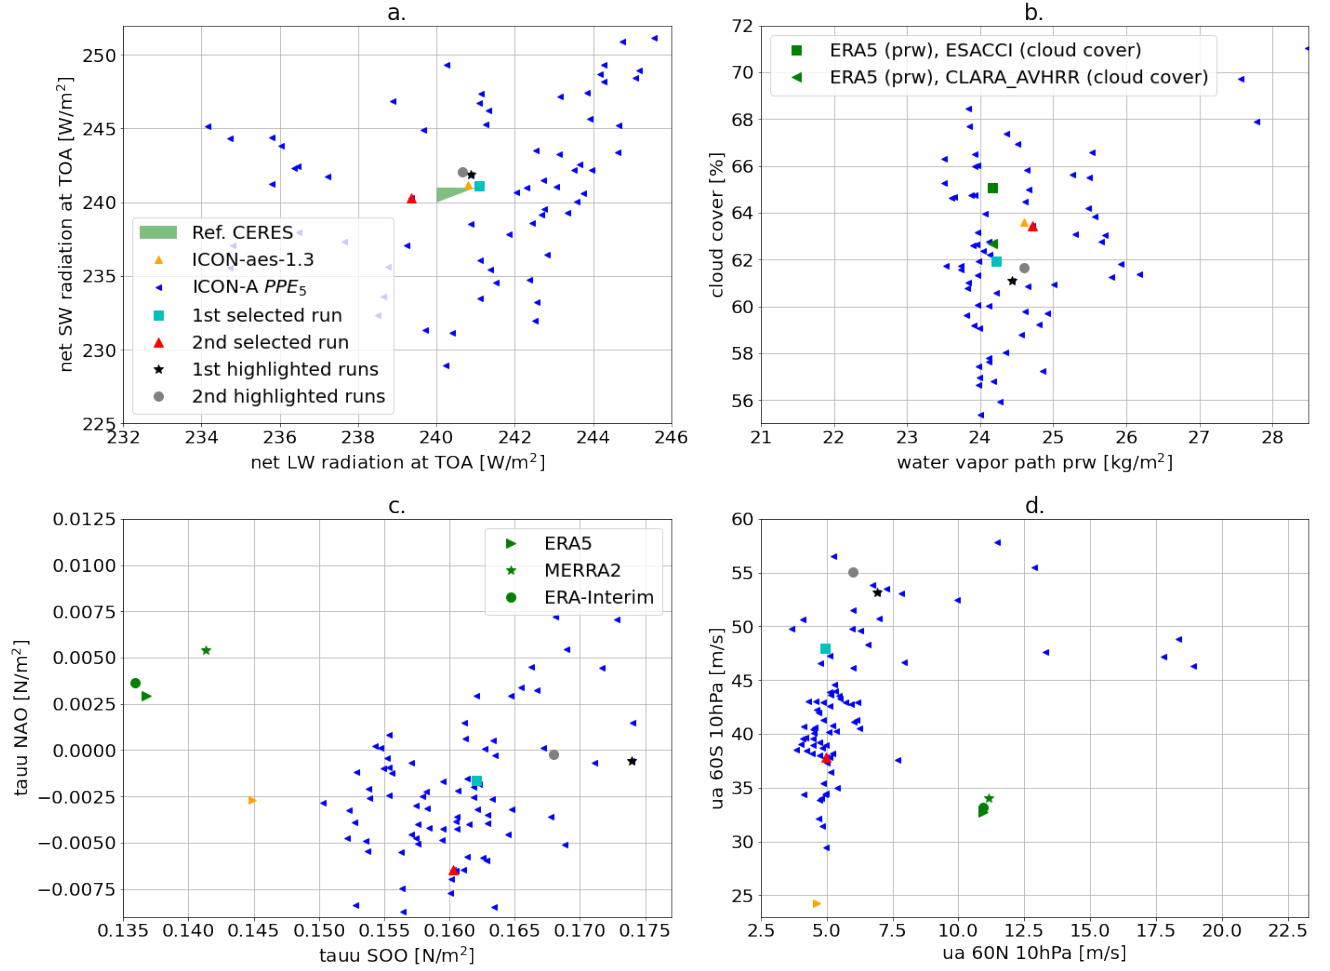 a.
252
250
245
240
235
230
225
net SW radiation at TOA [W/m²]
Ref. CERES
ICON-aes-1.3
ICON-A PPE₅
1st selected run
2nd selected run
1st highlighted runs
2nd highlighted runs
232 234 236 238 240 242 244 246
net LW radiation at TOA [W/m²]
b.
72
70
68
66
64
62
60
58
56
cloud cover [%]
ERA5 (prw), ESACCI (cloud cover)
ERA5 (prw), CLARA_AVHRR (cloud cover)
21 22 23 24 25 26 27 28
water vapor path prw [kg/m²]
c.
0.0125
0.0100
0.0075
0.0050
0.0025
0.0000
−0.0025
−0.0050
−0.0075
tauu NAO [N/m²]
ERA5
MERRA2
ERA-Interim
0.135 0.140 0.145 0.150 0.155 0.160 0.165 0.170 0.175
tauu SOO [N/m²]
d.
60
55
50
45
40
35
30
25
ua 60S 10hPa [m/s]
2.5 5.0 7.5 10.0 12.5 15.0 17.5 20.0 22.5
ua 60N 10hPa [m/s]